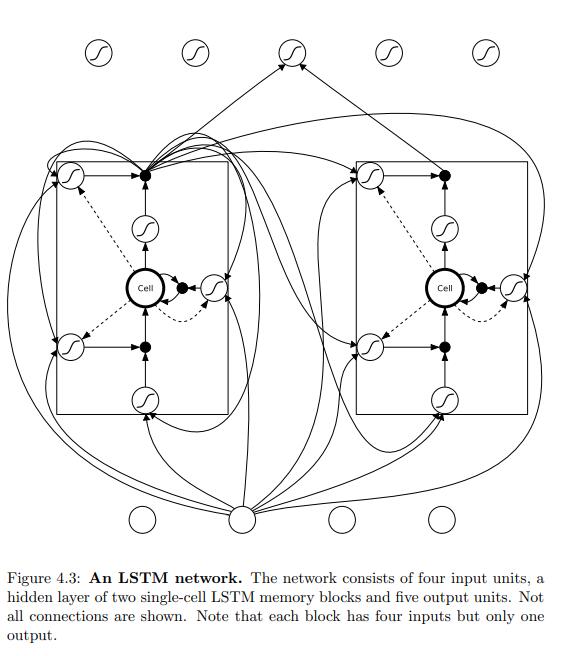 Cell
Cell
Figure 4.3: An LSTM network. The network consists of four input units, a
hidden layer of two single-cell LSTM memory blocks and five output units. Not
all connections are shown. Note that each block has four inputs but only one
output.